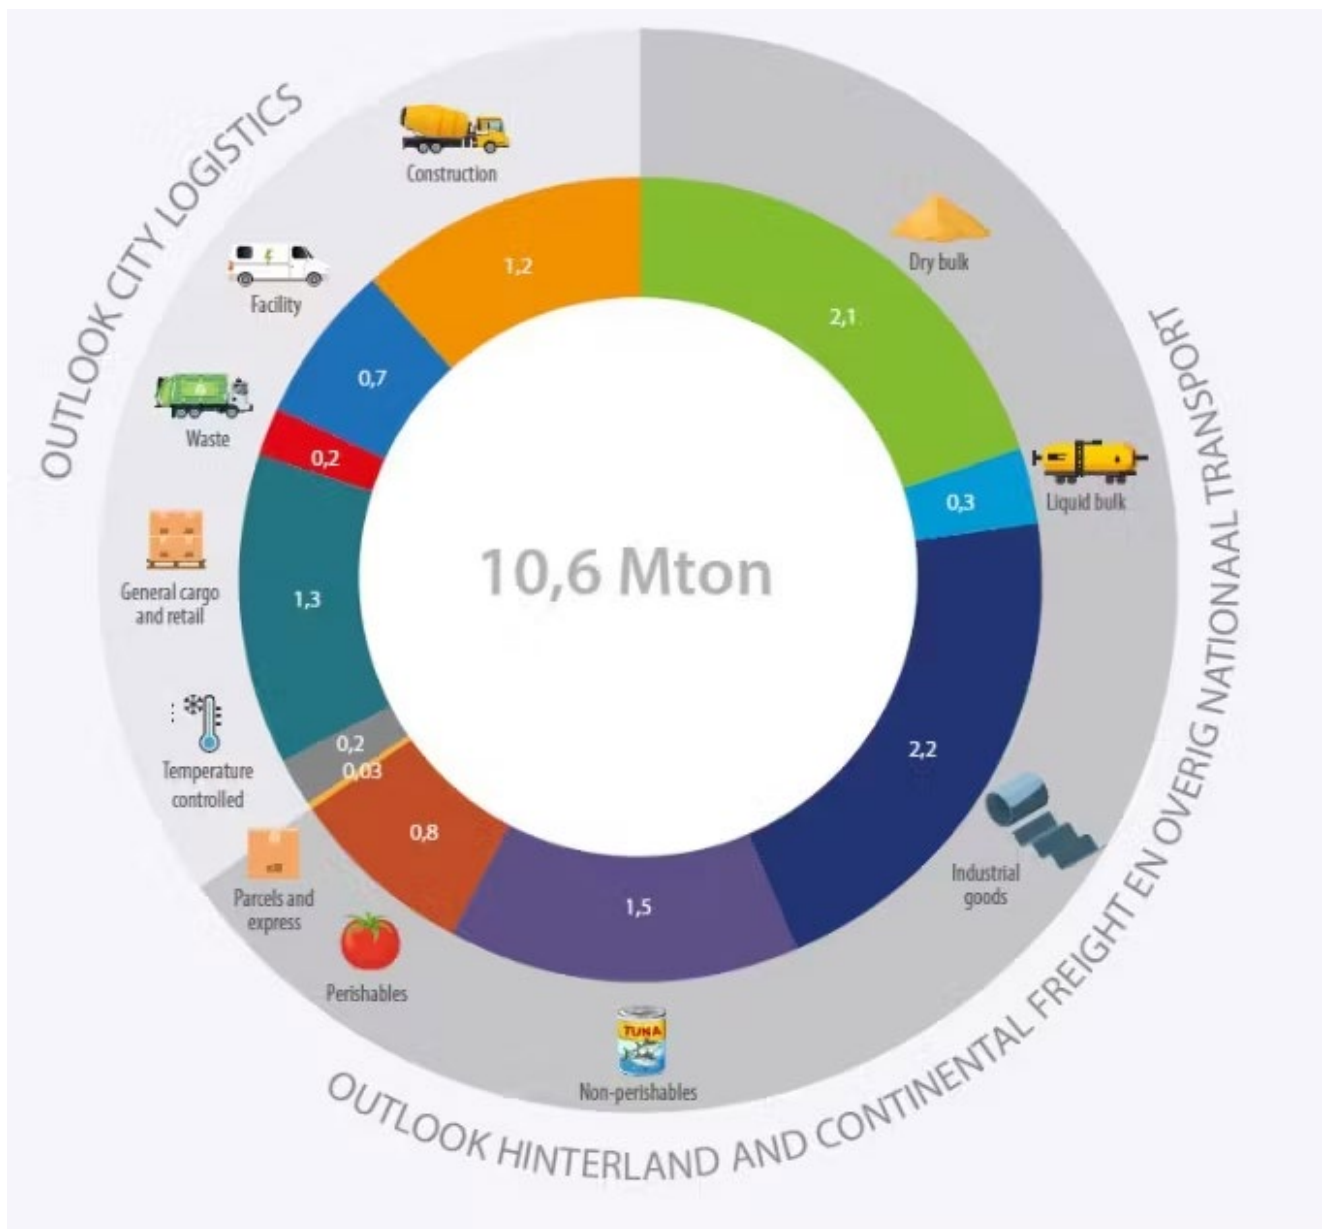 OUTLOOK CITY LOGISTICS
Construction
1,2
Dry bulk
2,1
Facility
0,7
OUTLOOK HINTERLAND AND CONTINENTAL FREIGHT EN OVERIG NATIONAAL TRANSPORT
Waste
0,2
Liquid bulk
0,3
10,6 Mton
General cargo
and retail
1,3
Temperature
controlled
0,2
0,03
2,2
Industrial
goods
Parcels and
express
0,8
Perishables
1,5
TUNA
Non-perishables